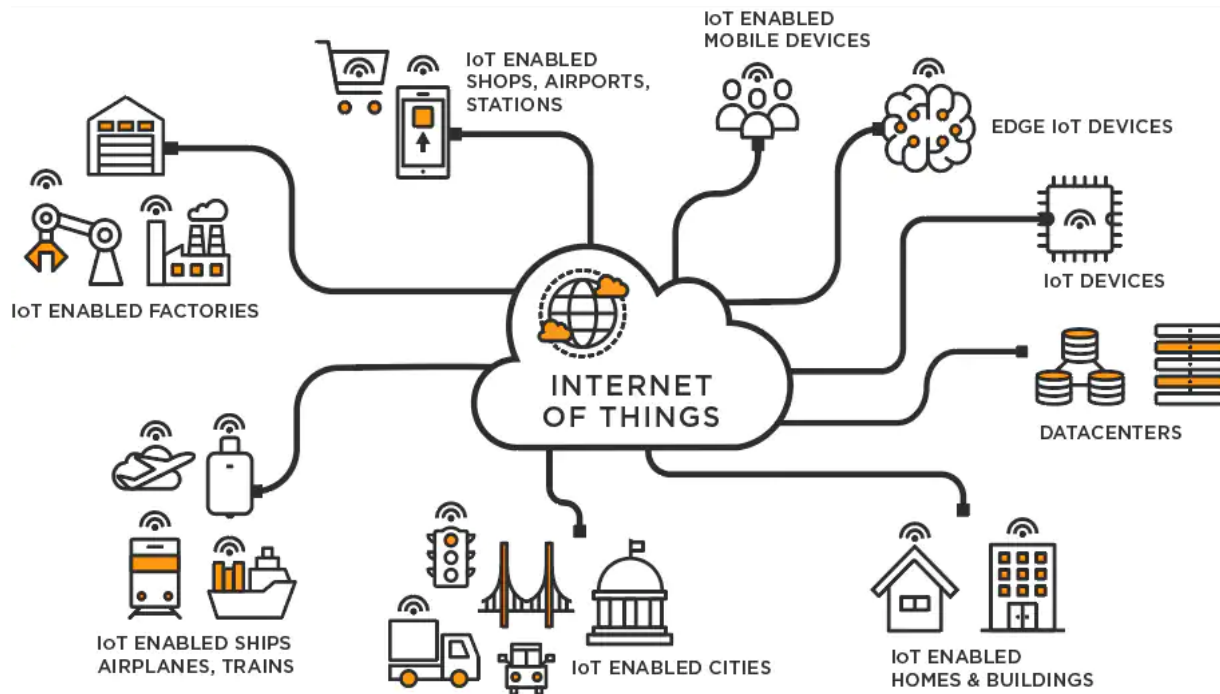 IoT ENABLED
SHOPS, AIRPORTS,
STATIONS
IoT ENABLED
MOBILE DEVICES
EDGE IoT DEVICES
IoT DEVICES
IoT ENABLED FACTORIES
INTERNET
OF THINGS
DATACENTERS
IoT ENABLED SHIPS
AIRPLANES, TRAINS
IoT ENABLED CITIES
IoT ENABLED
HOMES & BUILDINGS